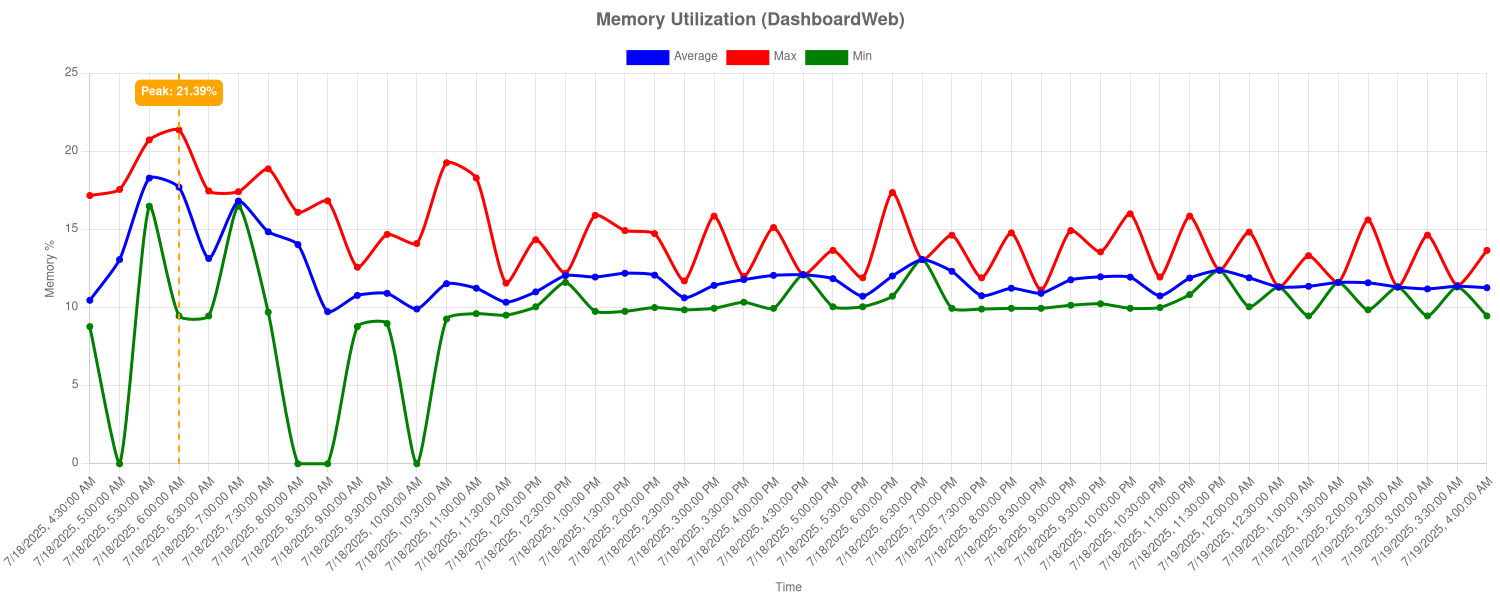 Memory Utilization (DashboardWeb)
Average Max Min
Peak: 21.39%
Memory %
25
20
15
10
5
0
7/18/2025, 4:30:00 AM
7/18/2025, 5:00:00 AM
7/18/2025, 5:30:00 AM
7/18/2025, 6:00:00 AM
7/18/2025, 6:30:00 AM
7/18/2025, 7:00:00 AM
7/18/2025, 7:30:00 AM
7/18/2025, 8:00:00 AM
7/18/2025, 8:30:00 AM
7/18/2025, 9:00:00 AM
7/18/2025, 9:30:00 AM
7/18/2025, 10:00:00 AM
7/18/2025, 10:30:00 AM
7/18/2025, 11:00:00 AM
7/18/2025, 11:30:00 AM
7/18/2025, 12:00:00 PM
7/18/2025, 12:30:00 PM
7/18/2025, 1:00:00 PM
7/18/2025, 1:30:00 PM
7/18/2025, 2:00:00 PM
7/18/2025, 2:30:00 PM
7/18/2025, 3:00:00 PM
7/18/2025, 3:30:00 PM
7/18/2025, 4:00:00 PM
7/18/2025, 4:30:00 PM
7/18/2025, 5:00:00 PM
7/18/2025, 5:30:00 PM
7/18/2025, 6:00:00 PM
7/18/2025, 6:30:00 PM
7/18/2025, 7:00:00 PM
7/18/2025, 7:30:00 PM
7/18/2025, 8:00:00 PM
7/18/2025, 8:30:00 PM
7/18/2025, 9:00:00 PM
7/18/2025, 9:30:00 PM
7/18/2025, 10:00:00 PM
7/18/2025, 10:30:00 PM
7/18/2025, 11:00:00 PM
7/18/2025, 11:30:00 PM
7/19/2025, 12:00:00 AM
7/19/2025, 12:30:00 AM
7/19/2025, 1:00:00 AM
7/19/2025, 1:30:00 AM
7/19/2025, 2:00:00 AM
7/19/2025, 2:30:00 AM
7/19/2025, 3:00:00 AM
7/19/2025, 3:30:00 AM
7/19/2025, 4:00:00 AM
Time